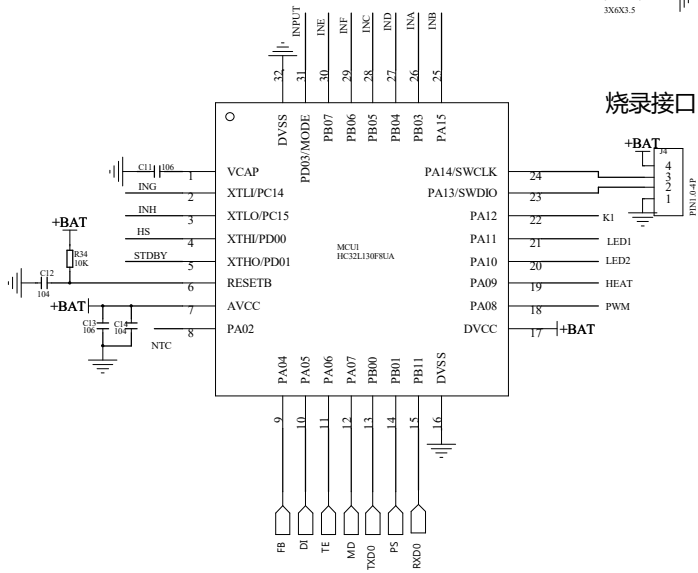 3X6X3.5
烧录接口
INPUT
INE
INF
INC
IND
INA
INB
32
31
30
29
28
27
26
25
DVSS
PD03/MODE
PB07
PB06
PB05
PB04
PB03
PA15
+BAT
J4
4
3
2
1
PIN1.0-4P
C11
106
1
VCAP
PA14/SWCLK
24
ING
2
XTLI/PC14
PA13/SWDIO
23
INH
3
XTLO/PC15
PA12
22
K1
+BAT
HS
4
XTHI/PD00
MCU1
HC32L130F8UA
PA11
21
LED1
R34
10K
STDBY
5
XTHO/PD01
PA10
20
LED2
C12
104
6
RESETB
PA09
19
HEAT
+BAT
7
AVCC
PA08
18
PWM
C13
106
C14
104
8
PA02
DVCC
17
+BAT
NTC
PA04
PA05
PA06
PA07
PB00
PB01
PB11
DVSS
9
10
11
12
13
14
15
16
FB
DI
TE
MD
TXD0
PS
RXD0